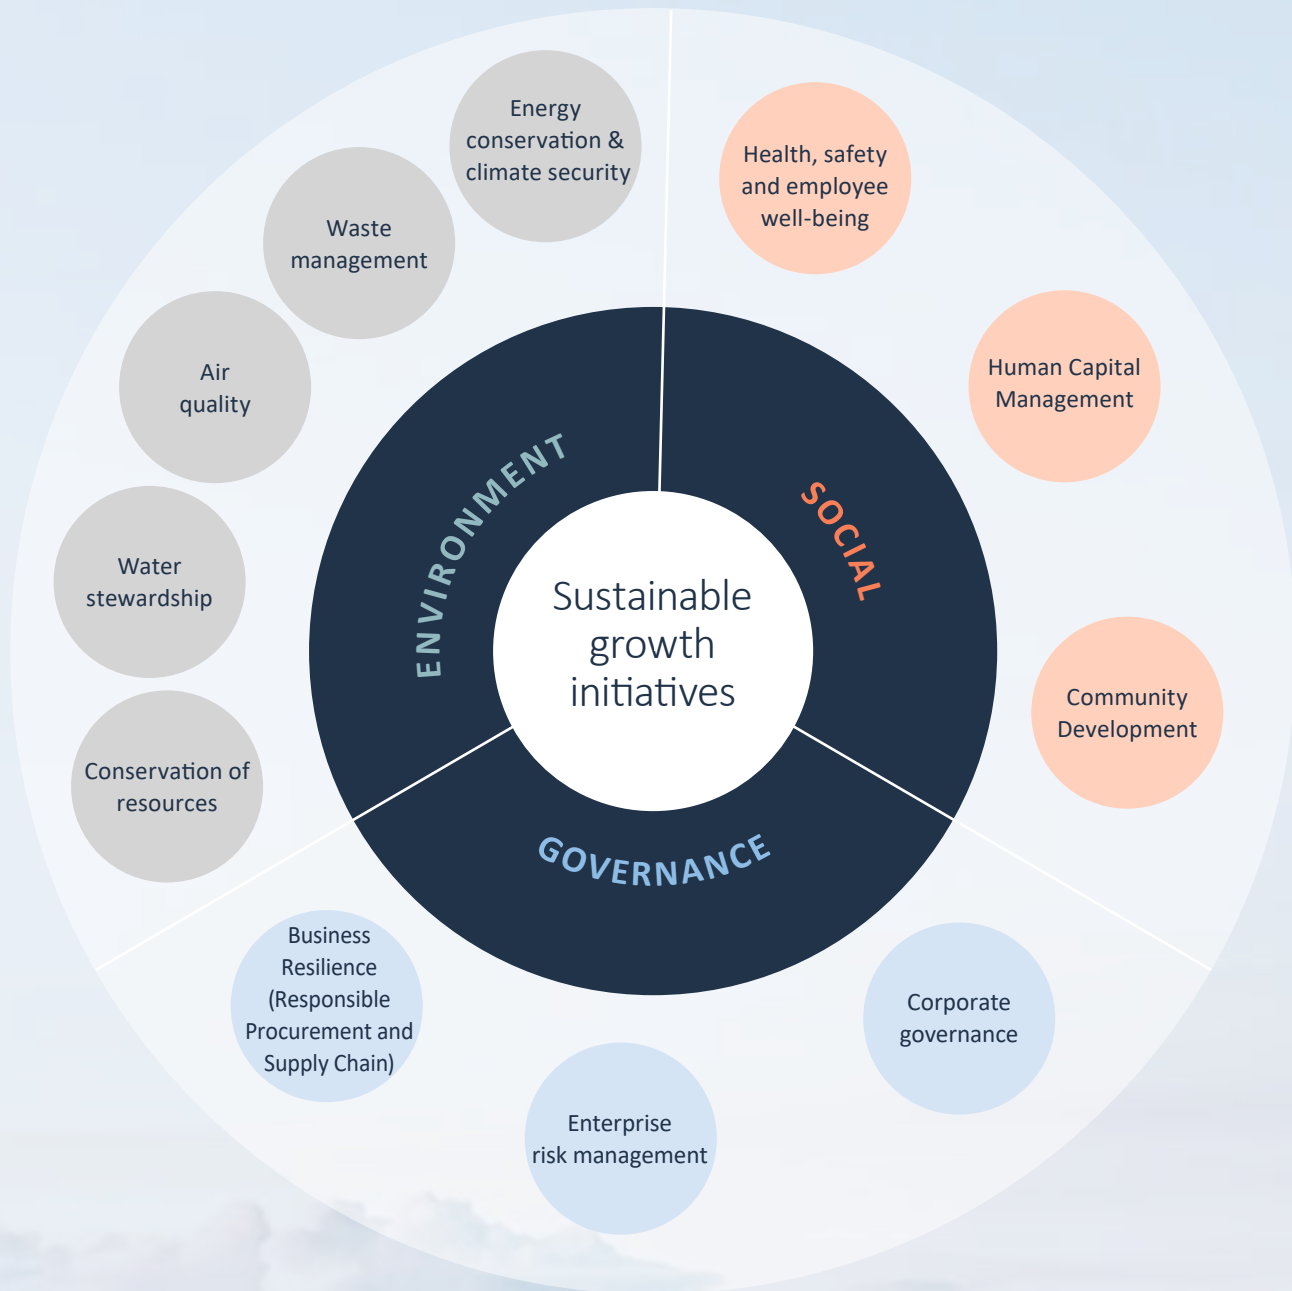 Energy
conservation &
climate security
Waste
management
Air
quality
Water
stewardship
Conservation of
resources
Health, safety
and employee
well-being
Human Capital
Management
Community
Development
ENVIRONMENT
SOCIAL
Sustainable
growth
initiatives
GOVERNANCE
Business
Resilience
(Responsible
Procurement and
Supply Chain)
Enterprise
risk management
Corporate
governance